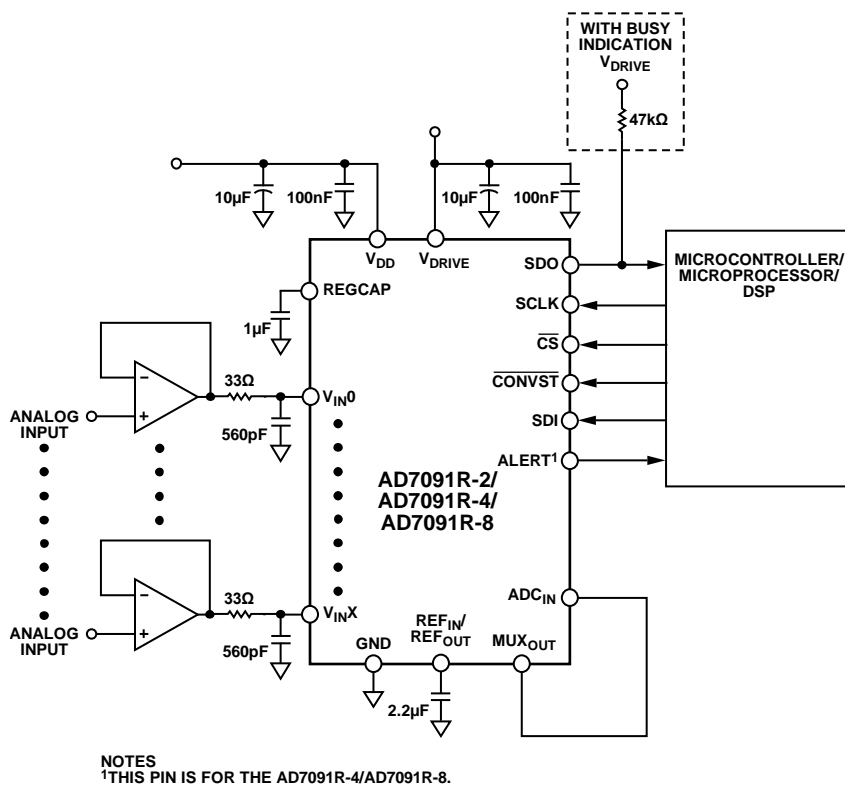 WITH BUSY
INDICATION
VDRIVE
47kΩ
10µF
100nF
10µF
100nF
VDD
VDRIVE
SDO
MICROCONTROLLER/
MICROPROCESSOR/
DSP
REGCAP
SCLK
1µF
CS
CONVST
33Ω
VIN0
SDI
ANALOG
INPUT
560pF
ALERT1
AD7091R-2/
AD7091R-4/
AD7091R-8
33Ω
VINX
ADCIN
ANALOG
INPUT
560pF
GND
REFIN/
REFOUT
MUXOUT
2.2µF
NOTES
1THIS PIN IS FOR THE AD7091R-4/AD7091R-8.